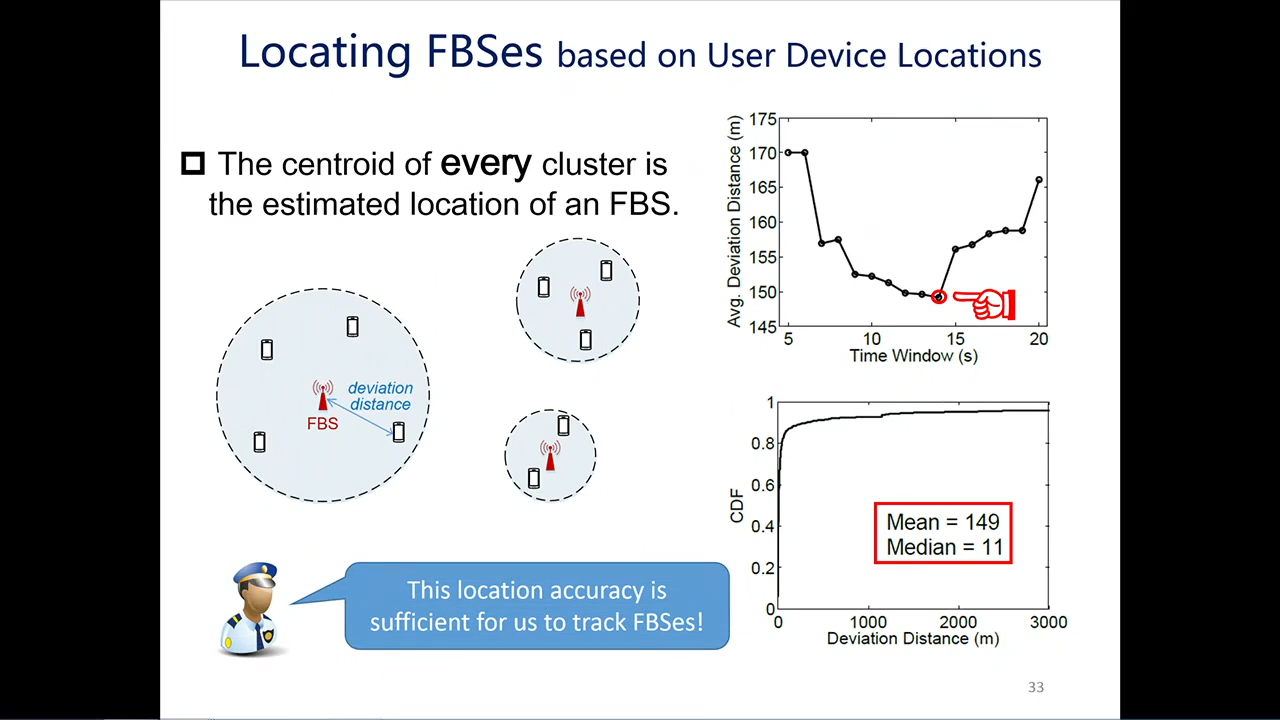 Locating FBSes based on User Device Locations
The centroid of every cluster is
the estimated location of an FBS.
deviation
distance
FBS
This location accuracy is
sufficient for us to track FBSes!
Avg. Deviation Distance (m)
175
170
165
160
155
150
145
5
10
15
20
Time Window (s)
CDF
1
0.8
0.6
0.4
0.2
0
Mean = 149
Median = 11
0
1000
2000
3000
Deviation Distance (m)
33